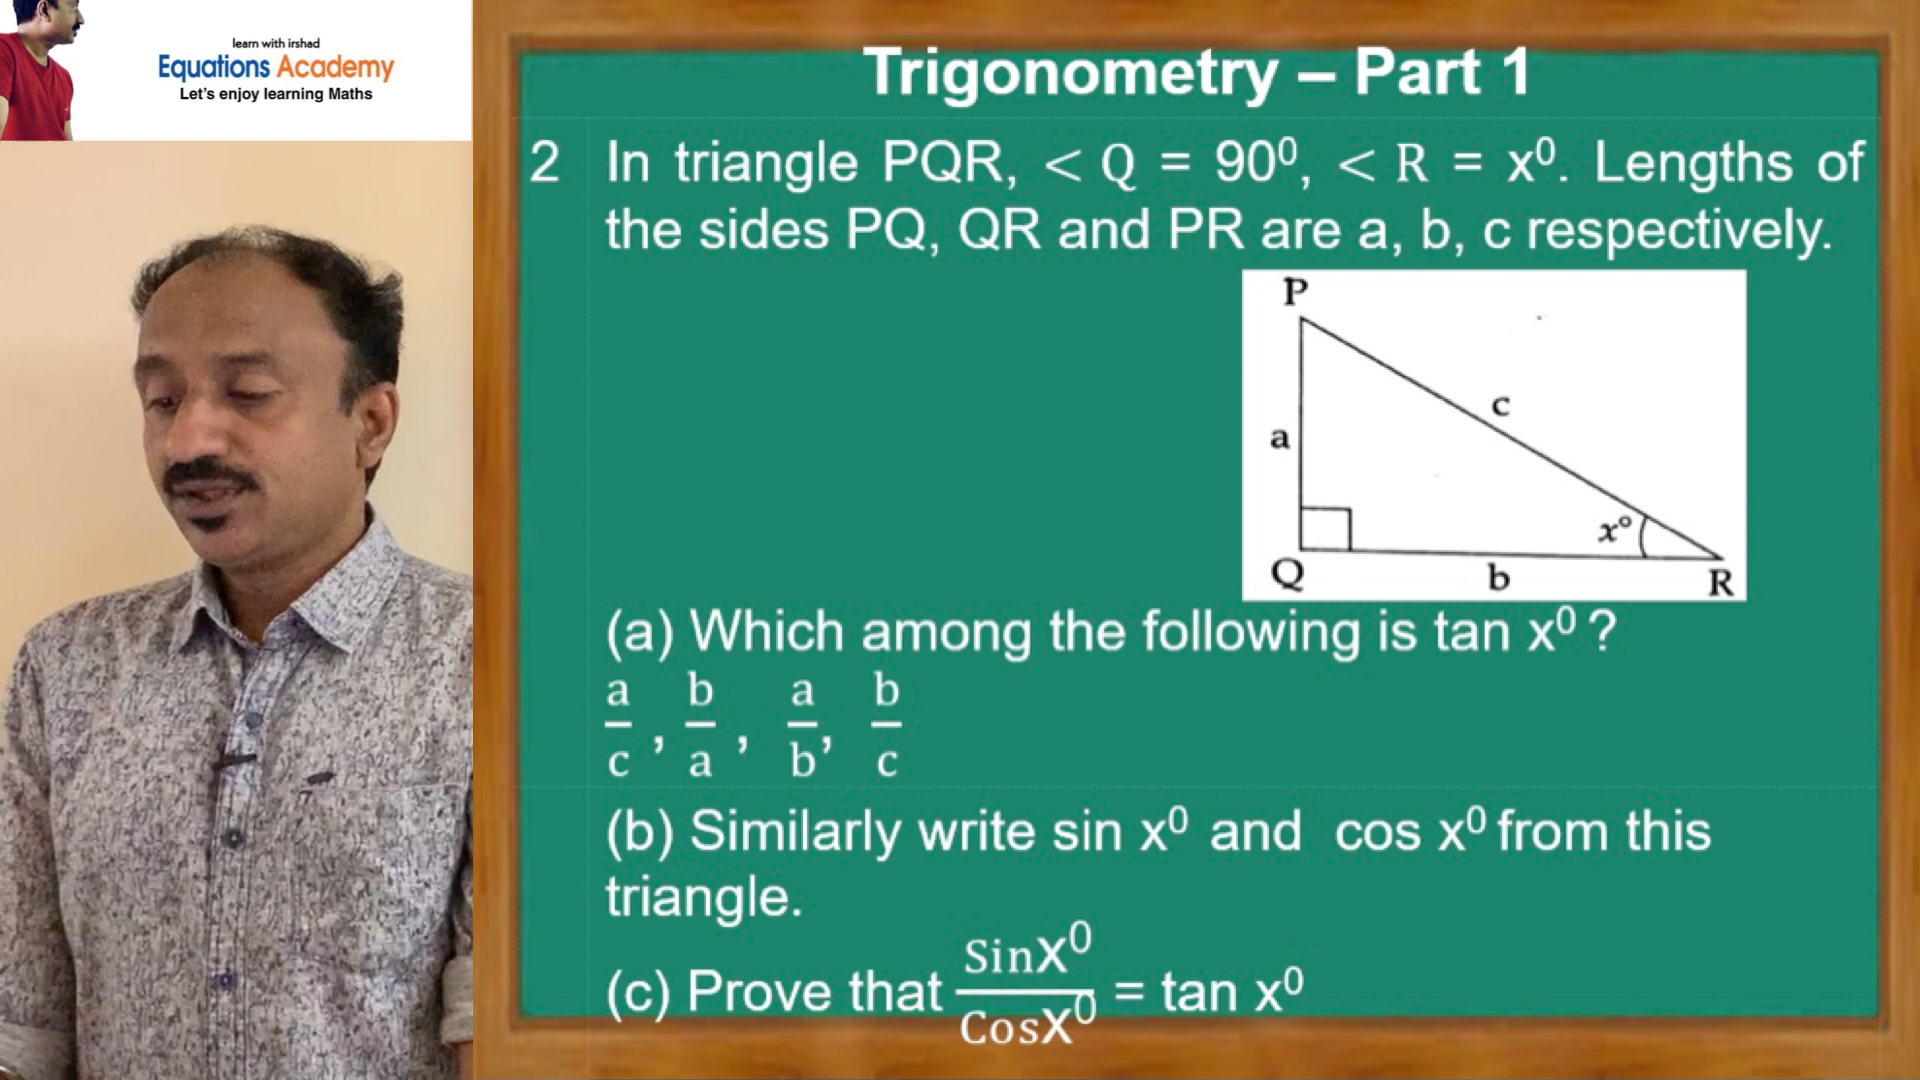 learn with irshad
Equations Academy
Let's enjoy learning Maths
Trigonometry – Part 1
2 In triangle PQR, < Q = 90⁰, < R = x⁰. Lengths of
the sides PQ, QR and PR are a, b, c respectively.
P
c
a
x°
Q b R
(a) Which among the following is tan x⁰ ?
a/c , b/a , a/b, b/c
(b) Similarly write sin x⁰ and cos x⁰ from this
triangle.
(c) Prove that SinX⁰/CosX⁰ = tan x⁰